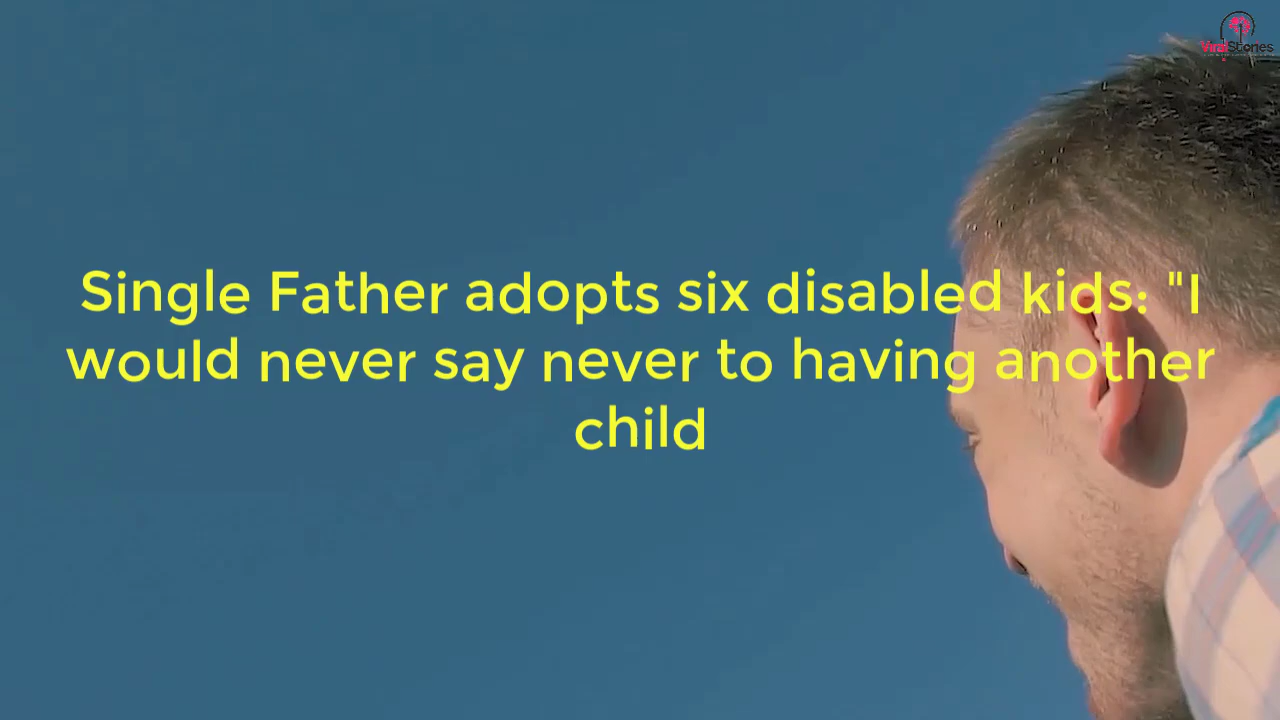 ViralStories
Single Father adopts six disabled kids: "I
would never say never to having another
child